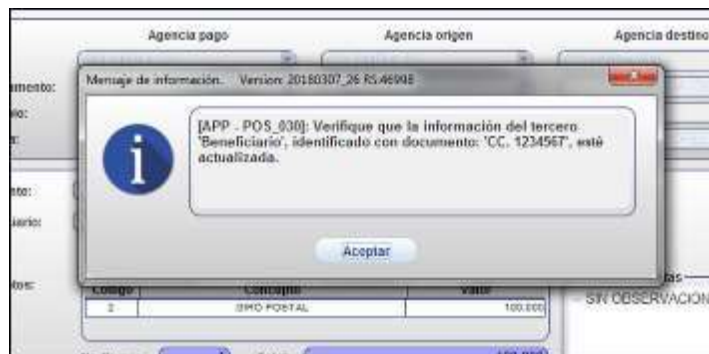 Agencia pago
Agencia origen
Agencia destino
Mensaje de información. Version: 20180307_26 RS:46998
[APP - POS_030]: Verifique que la información del tercero
'Beneficiario', identificado con documento: 'CC. 1234567', esté
actualizada.
Aceptar
Codigo Concepto Valor
2 GIRO POSTAL 100.000
SIN OBSERVACION